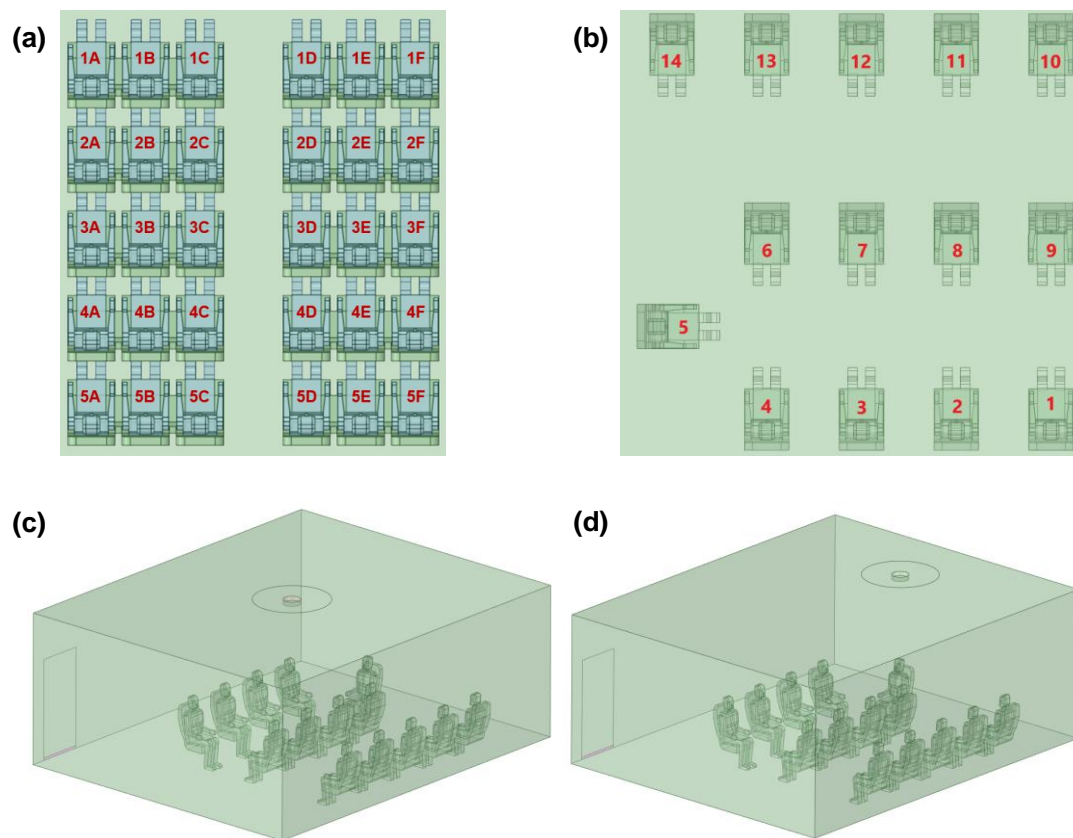 (a)
1A 1B 1C 1D 1E 1F
2A 2B 2C 2D 2E 2F
3A 3B 3C 3D 3E 3F
4A 4B 4C 4D 4E 4F
5A 5B 5C 5D 5E 5F
(b)
14 13 12 11 10
6 7 8 9
5
4 3 2 1
(c)
(d)